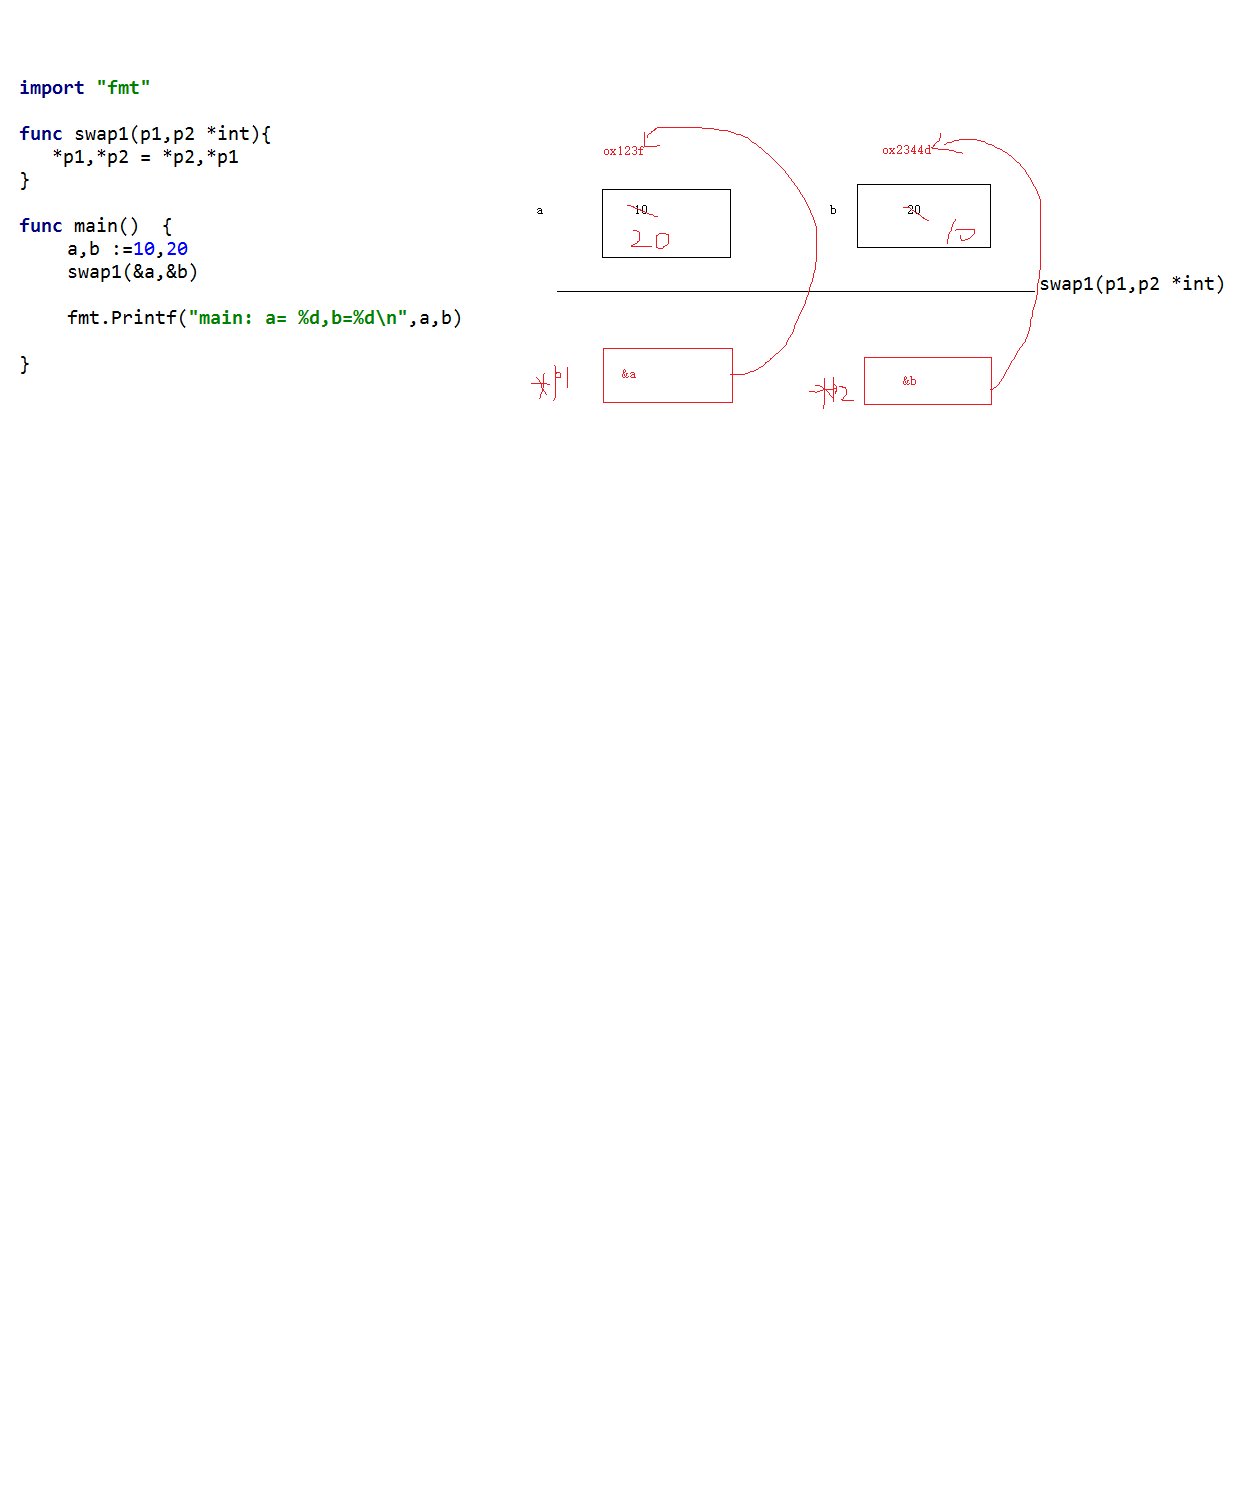 import "fmt"
func swap1(p1,p2 *int){
*p1,*p2 = *p2,*p1
}
func main()  {
a,b :=10,20
swap1(&a,&b)
fmt.Printf("main: a= %d,b=%d\n",a,b)
}
ox123f
ox2344d
a
10
20
b
20
10
swap1(p1,p2 *int)
*p1
&a
*p2
&b